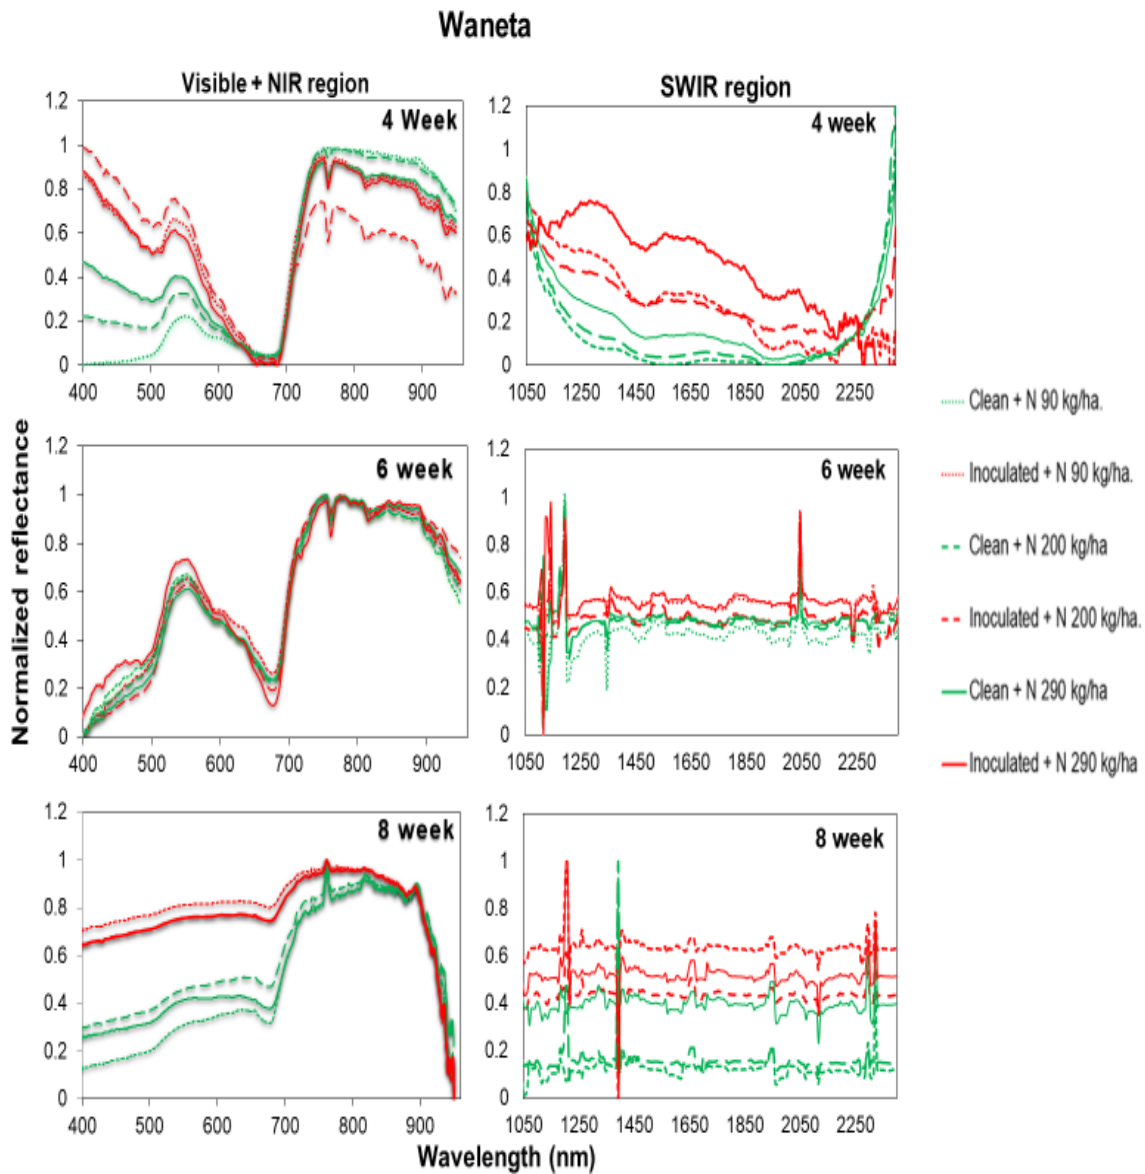 Waneta
Visible + NIR region
SWIR region
4 Week
1.2
1
0.8
0.6
0.4
0.2
0
400 500 600 700 800 900
4 week
1.2
1
0.8
0.6
0.4
0.2
0
1050 1250 1450 1650 1850 2050 2250
6 week
1.2
1
0.8
0.6
0.4
0.2
0
400 500 600 700 800 900
6 week
1.2
1
0.8
0.6
0.4
0.2
0
1050 1250 1450 1650 1850 2050 2250
8 week
1.2
1
0.8
0.6
0.4
0.2
0
400 500 600 700 800 900
8 week
1.2
1
0.8
0.6
0.4
0.2
0
1050 1250 1450 1650 1850 2050 2250
Normalized reflectance
Wavelength (nm)
Clean + N 90 kg/ha.
Inoculated + N 90 kg/ha.
Clean + N 200 kg/ha
Inoculated + N 200 kg/ha.
Clean + N 290 kg/ha
Inoculated + N 290 kg/ha